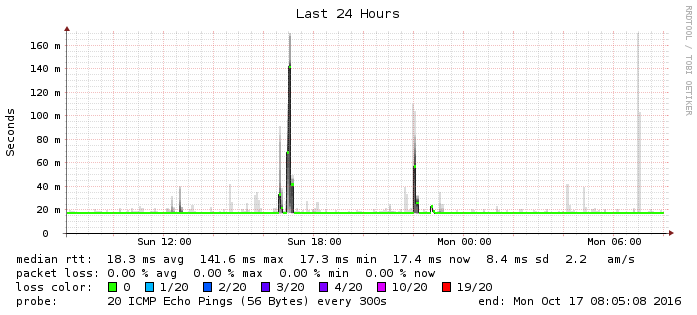 Last 24 Hours
RRDTOOL / TOBI OETIKER
Seconds
160 m
140 m
120 m
100 m
80 m
60 m
40 m
20 m
0
Sun 12:00 Sun 18:00 Mon 00:00 Mon 06:00
median rtt: 18.3 ms avg 141.6 ms max 17.3 ms min 17.4 ms now 8.4 ms sd 2.2 am/s
packet loss: 0.00 % avg 0.00 % max 0.00 % min 0.00 % now
loss color: 0 1/20 2/20 3/20 4/20 10/20 19/20
probe: 20 ICMP Echo Pings (56 Bytes) every 300s end: Mon Oct 17 08:05:08 2016